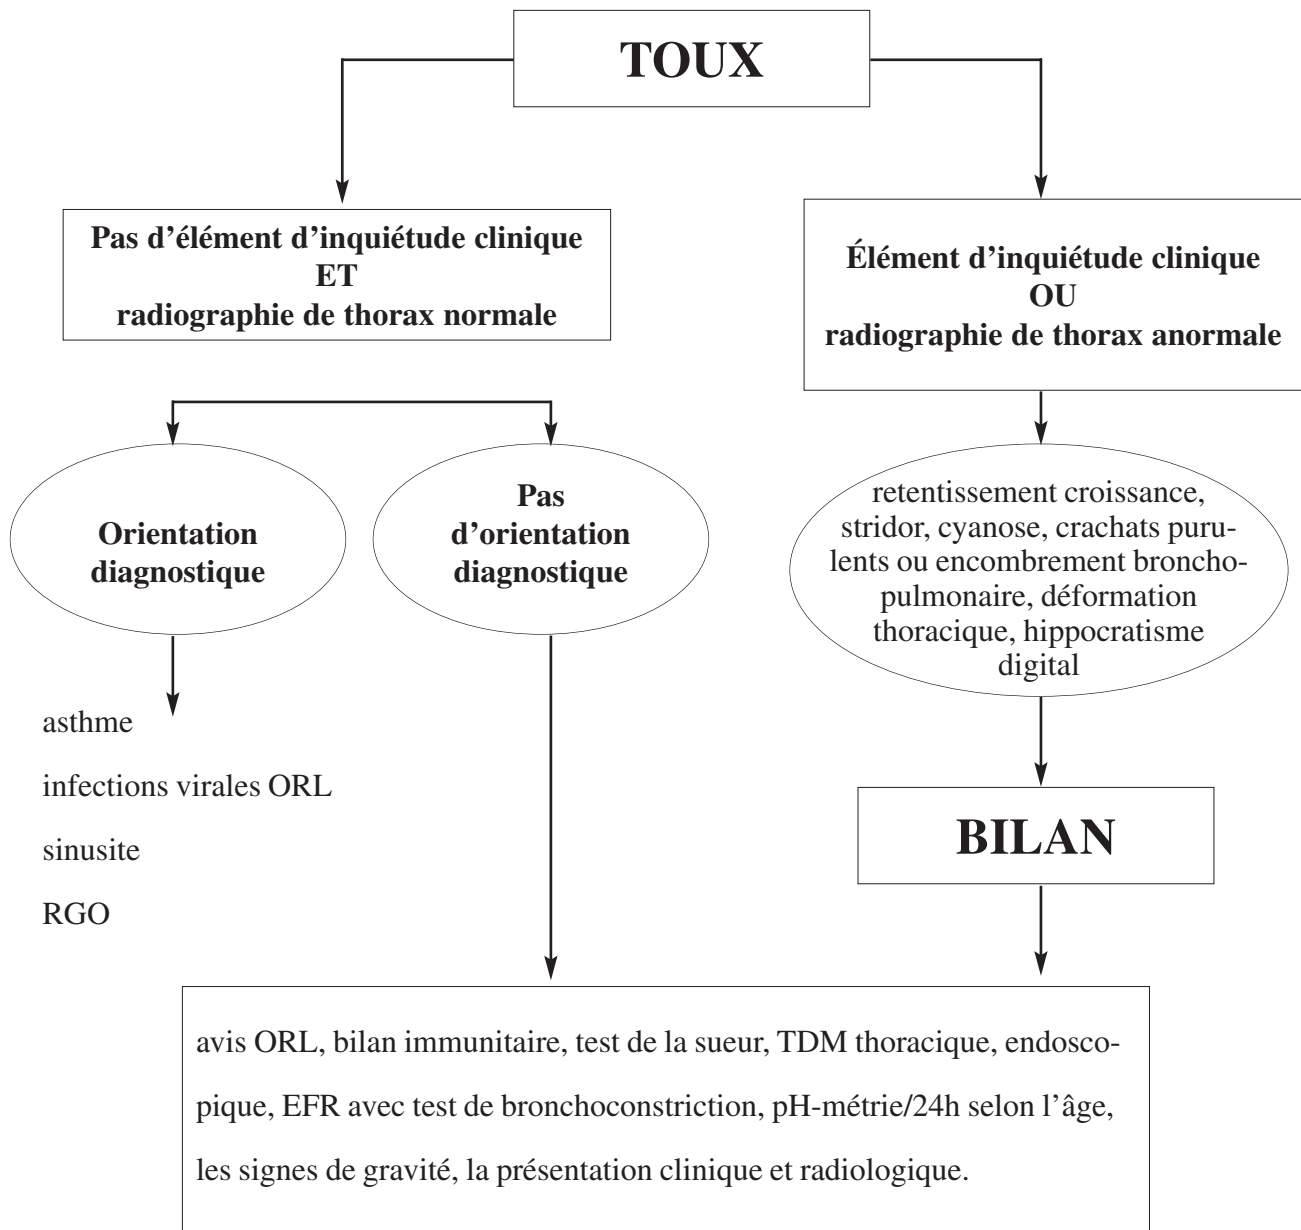 TOUX
Pas d'élément d'inquiétude clinique
ET
radiographie de thorax normale
Élément d'inquiétude clinique
OU
radiographie de thorax anormale
Orientation
diagnostique
Pas
d'orientation
diagnostique
retentissement croissance,
stridor, cyanose, crachats puru-
lents ou encombrement broncho-
pulmonaire, déformation
thoracique, hippocratisme
digital
asthme
infections virales ORL
sinusite
RGO
BILAN
avis ORL, bilan immunitaire, test de la sueur, TDM thoracique, endosco-
pique, EFR avec test de bronchoconstriction, pH-métrie/24h selon l'âge,
les signes de gravité, la présentation clinique et radiologique.